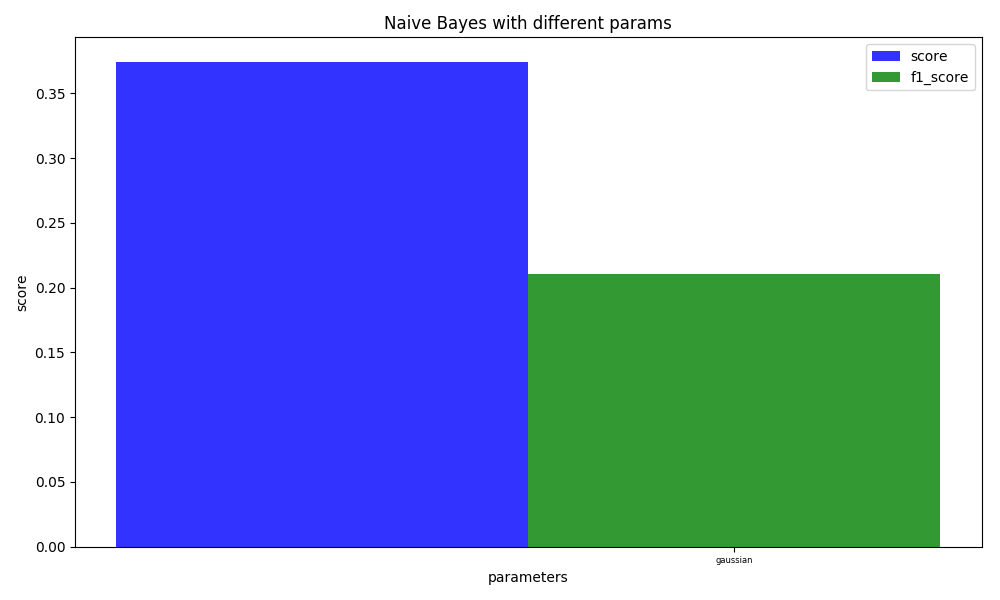 Naive Bayes with different params
score
f1_score
0.35
0.30
0.25
0.20
0.15
0.10
0.05
0.00
score
gaussian
parameters